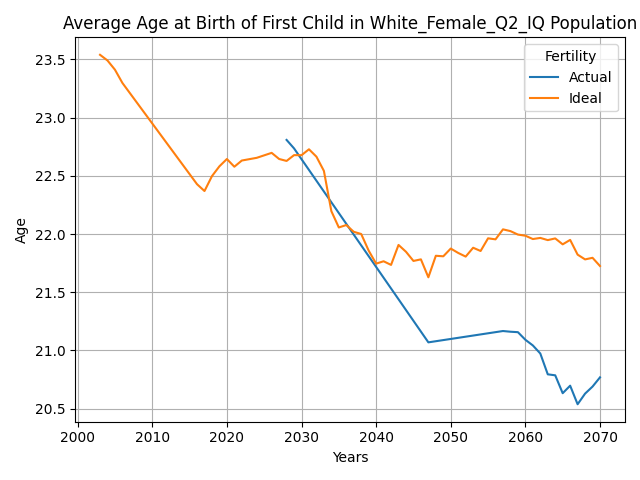 Average Age at Birth of First Child in White_Female_Q2_IQ Population
Fertility
Actual
Ideal
Age
23.5
23.0
22.5
22.0
21.5
21.0
20.5
2000
2010
2020
2030
2040
2050
2060
2070
Years